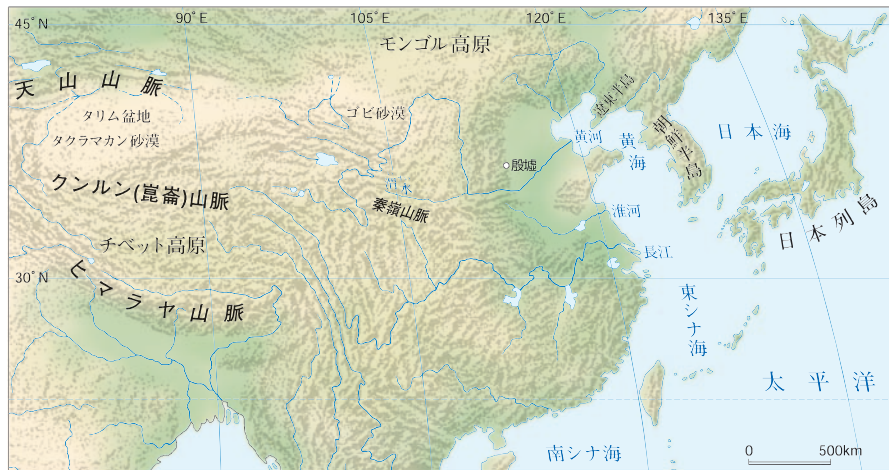 45°N
90°E
105°E
120°E
135°E
モンゴル高原
天山山脈
タリム盆地
タクラマカン砂漠
ゴビ砂漠
遼東半島
朝鮮半島
日本海
黄河
黄海
殷墟
渭水
クンルン(崑崙)山脈
秦嶺山脈
淮河
日本列島
チベット高原
長江
30°N
ヒマラヤ山脈
東シナ海
太平洋
南シナ海
0
500km